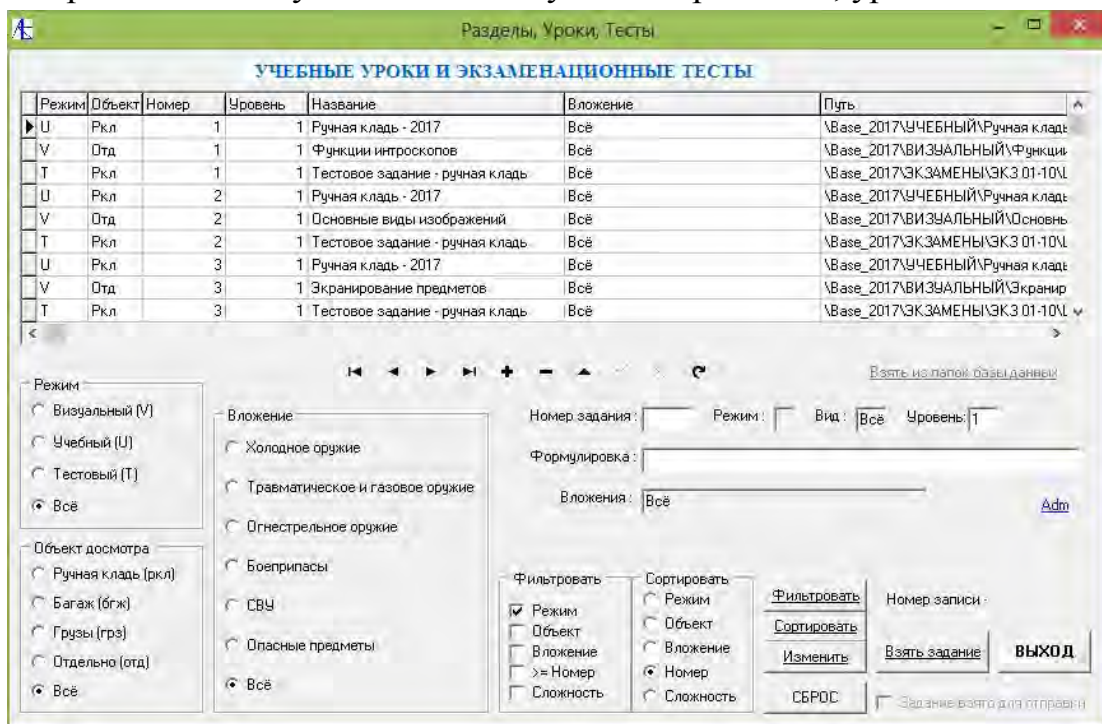 Разделы, Уроки, Тесты
УЧЕБНЫЕ УРОКИ И ЭКЗАМЕНАЦИОННЫЕ ТЕСТЫ
Режим Объект Номер Уровень Название Вложение Путь
U Ркл 1 1 Ручная кладь - 2017 Всё \Base_2017\УЧЕБНЫЙ\Ручная кладь
V Отд 1 1 Функции интроскопов Всё \Base_2017\ВИЗУАЛЬНЫЙ\Функции
T Ркл 1 1 Тестовое задание - ручная кладь Всё \Base_2017\ЭКЗАМЕНЫ\ЭКЗ 01-10\
U Ркл 2 1 Ручная кладь - 2017 Всё \Base_2017\УЧЕБНЫЙ\Ручная кладь
V Отд 2 1 Основные виды изображений Всё \Base_2017\ВИЗУАЛЬНЫЙ\Основнь
T Ркл 2 1 Тестовое задание - ручная кладь Всё \Base_2017\ЭКЗАМЕНЫ\ЭКЗ 01-10\
U Ркл 3 1 Ручная кладь - 2017 Всё \Base_2017\УЧЕБНЫЙ\Ручная кладь
V Отд 3 1 Экранирование предметов Всё \Base_2017\ВИЗУАЛЬНЫЙ\Экранир
T Ркл 3 1 Тестовое задание - ручная кладь Всё \Base_2017\ЭКЗАМЕНЫ\ЭКЗ 01-10\
Взять из папок базы данных
Режим
Визуальный (V)
Учебный (U)
Тестовый (T)
Всё
Объект досмотра
Ручная кладь (ркл)
Багаж (бгж)
Грузы (грз)
Отдельно (отд)
Всё
Вложение
Холодное оружие
Травматическое и газовое оружие
Огнестрельное оружие
Боеприпасы
СВУ
Опасные предметы
Всё
Номер задания : Режим : Вид : Всё Уровень: 1
Формулировка :
Вложения : Всё
Adm
Фильтровать
Режим
Объект
Вложение
>= Номер
Сложность
Сортировать
Режим
Объект
Вложение
Номер
Сложность
Фильтровать
Сортировать
Изменить
СБРОС
Номер записи
Взять задание
ВЫХОД
Задание взято для отправки